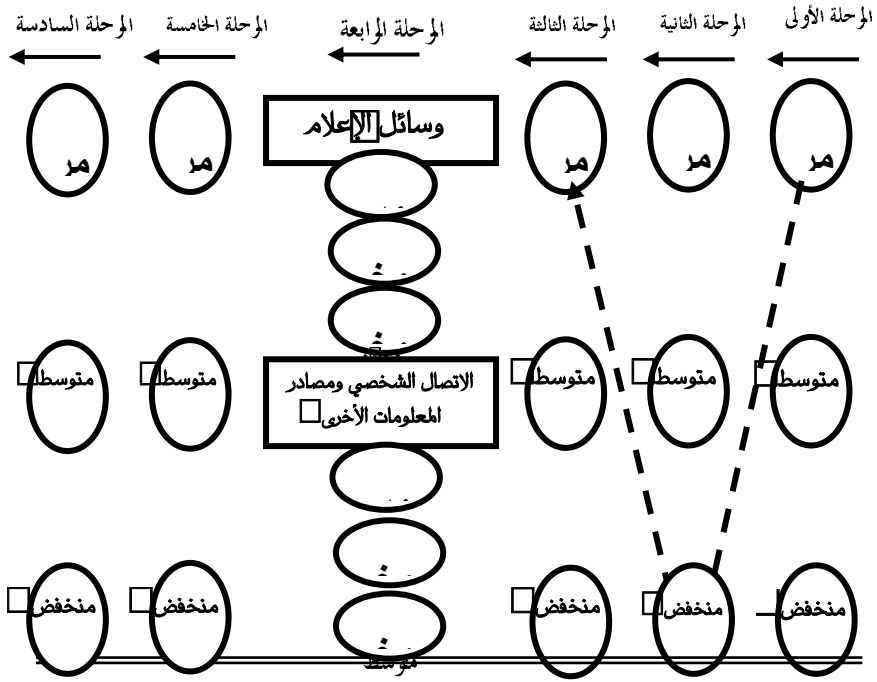 المرحلة الأولى
المرحلة الثانية
المرحلة الثالثة
المرحلة الرابعة
المرحلة الخامسة
المرحلة السادسة
مر
مر
مر
وسائل الإعلام
مر
مر
متوسط
متوسط
متوسط
الاتصال الشخصي ومصادر
المعلومات الأخرى
متوسط
متوسط
منخفض
منخفض
منخفض
منخفض
منخفض
متوسط